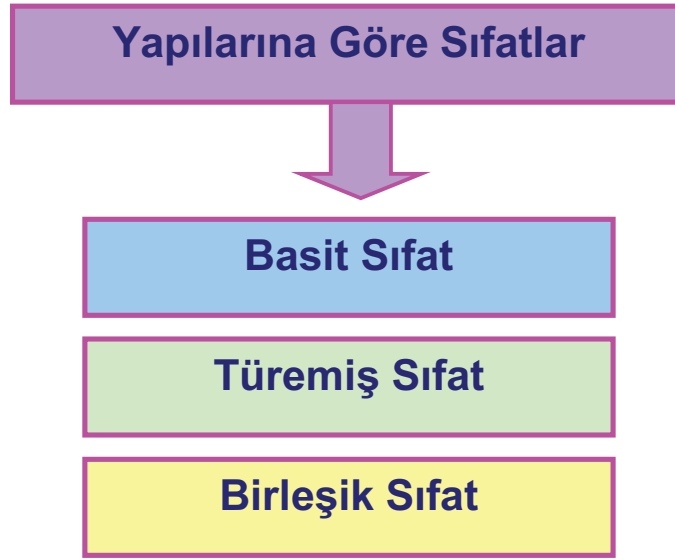 Yapılarına Göre Sıfatlar
Basit Sıfat
Türemiş Sıfat
Birleşik Sıfat